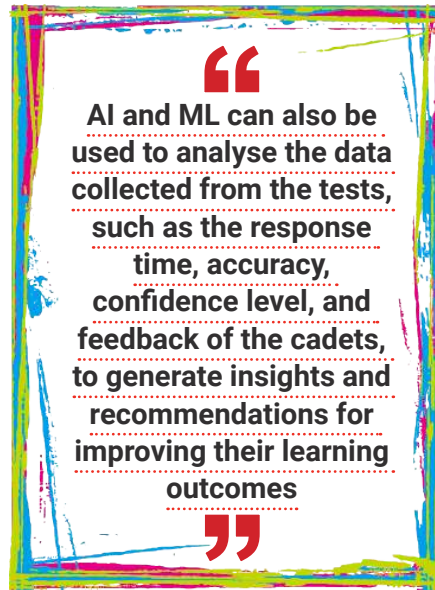 “
AI and ML can also be
used to analyse the data
collected from the tests,
such as the response
time, accuracy,
confidence level, and
feedback of the cadets,
to generate insights and
recommendations for
improving their learning
outcomes
”